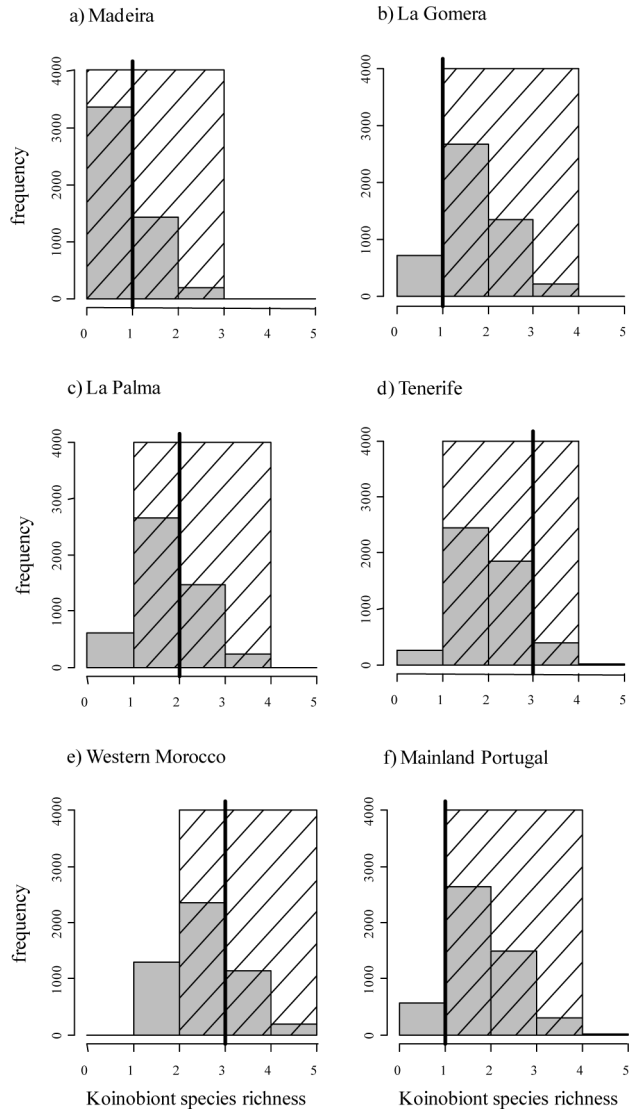 a) Madeira
b) La Gomera
frequency
4000
3000
2000
1000
0
0 1 2 3 4 5
4000
3000
2000
1000
0
0 1 2 3 4 5
c) La Palma
d) Tenerife
frequency
4000
3000
2000
1000
0
0 1 2 3 4 5
4000
3000
2000
1000
0
0 1 2 3 4 5
e) Western Morocco
f) Mainland Portugal
frequency
4000
3000
2000
1000
0
0 1 2 3 4 5
4000
3000
2000
1000
0
0 1 2 3 4 5
Koinobiont species richness
Koinobiont species richness